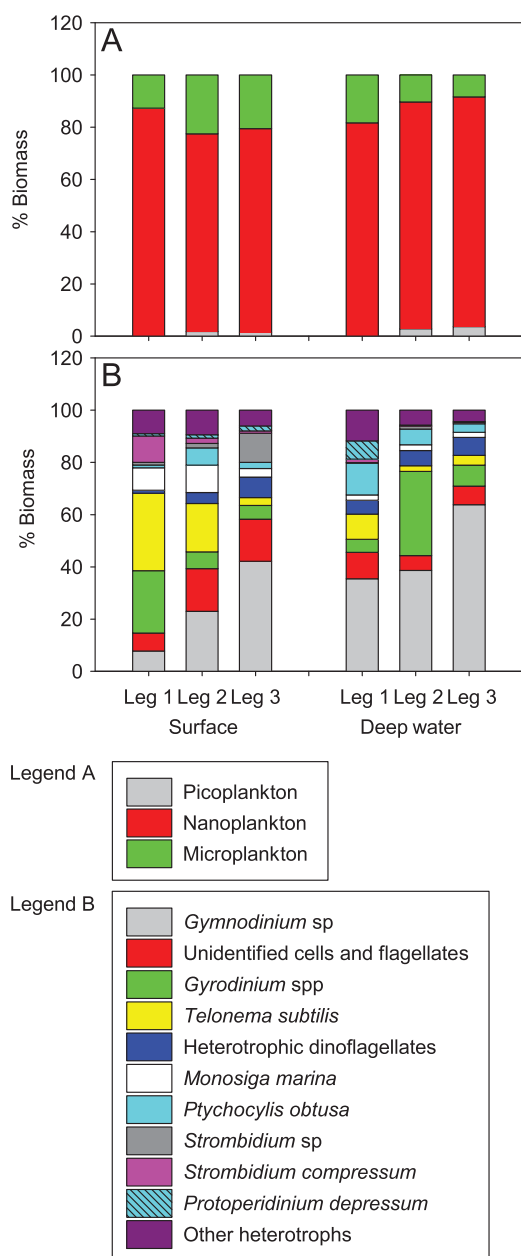 A
120
100
80
60
40
20
0
% Biomass
B
120
100
80
60
40
20
0
% Biomass
Leg 1 Leg 2 Leg 3 Leg 1 Leg 2 Leg 3
Surface Deep water
Legend A
Picoplankton
Nanoplankton
Microplankton
Legend B
Gymnodinium sp
Unidentified cells and flagellates
Gyrodinium spp
Telonema subtilis
Heterotrophic dinoflagellates
Monosiga marina
Ptychocylis obtusa
Strombidium sp
Strombidium compressum
Protoperidinium depressum
Other heterotrophs